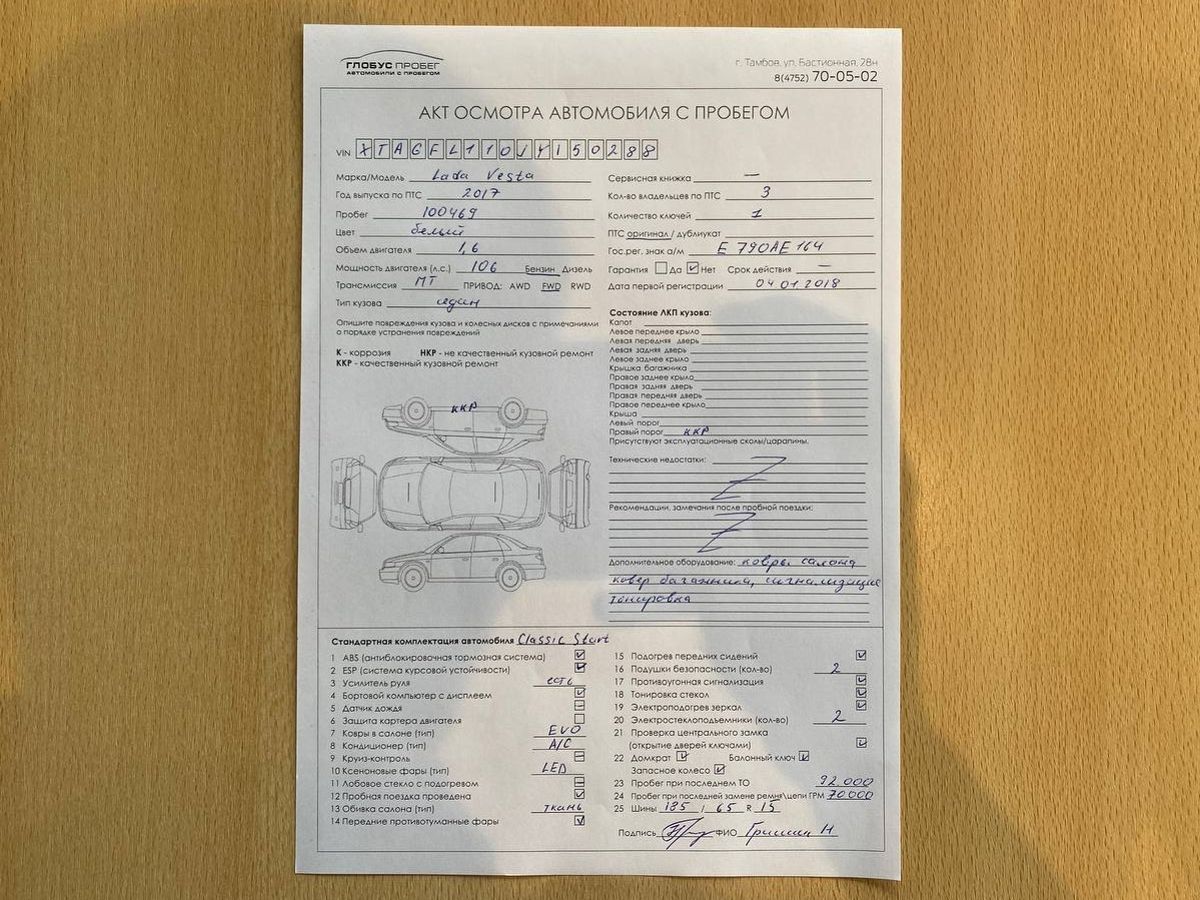 ГЛОБУС ПРОБЕГ
АВТОМОБИЛИ С ПРОБЕГОМ
г. Тамбов, ул. Бастионная, 28н
8(4752) 70-05-02
АКТ ОСМОТРА АВТОМОБИЛЯ С ПРОБЕГОМ
VIN XTAGFL110JY150288
Марка/Модель Lada Vesta
Год выпуска по ПТС 2017
Пробег 100469
Цвет белый
Объем двигателя 1,6
Мощность двигателя (л.с.) 106 Бензин Дизель
Трансмиссия МТ ПРИВОД: AWD FWD RWD
Тип кузова седан
Опишите повреждения кузова и колесных дисков с примечаниями
о порядке устранения повреждений
К - коррозия НКР - не качественный кузовной ремонт
ККР - качественный кузовной ремонт
ККР
Сервисная книжка —
Кол-во владельцев по ПТС 3
Количество ключей 1
ПТС оригинал / дубликат
Гос.рег. знак а/м Е 790АЕ 164
Гарантия Да Нет Срок действия —
Дата первой регистрации 04 01 2018
Состояние ЛКП кузова:
Капот
Левое переднее крыло
Левая передняя дверь
Левая задняя дверь
Левое заднее крыло
Крышка багажника
Правое заднее крыло
Правая задняя дверь
Правая передняя дверь
Правое переднее крыло
Крыша
Левый порог
Правый порог ККР
Присутствуют эксплуатационные сколы/царапины.
Технические недостатки:
Рекомендации, замечания после пробной поездки:
Дополнительное оборудование: ковры салона
ковер багажника, сигнализация
тонировка
Стандартная комплектация автомобиля Classic Start
1 ABS (антиблокировочная тормозная система)
2 ESP (система курсовой устойчивости)
3 Усилитель руля есть
4 Бортовой компьютер с дисплеем
5 Датчик дождя
6 Защита картера двигателя
7 Ковры в салоне (тип) EVO
8 Кондиционер (тип) A/C
9 Круиз-контроль
10 Ксеноновые фары (тип) LED
11 Лобовое стекло с подогревом
12 Пробная поездка проведена
13 Обивка салона (тип) ткань
14 Передние противотуманные фары
15 Подогрев передних сидений
16 Подушки безопасности (кол-во) 2
17 Противоугонная сигнализация
18 Тонировка стекол
19 Электроподогрев зеркал
20 Электростеклоподъемники (кол-во) 2
21 Проверка центрального замка
(открытие дверей ключами)
22 Домкрат Балонный ключ
Запасное колесо
23 Пробег при последнем ТО 92.000
24 Пробег при последней замене ремня\цепи ГРМ 70000
25 Шины 185 / 65 R 15
Подпись ФИО Гришин Н